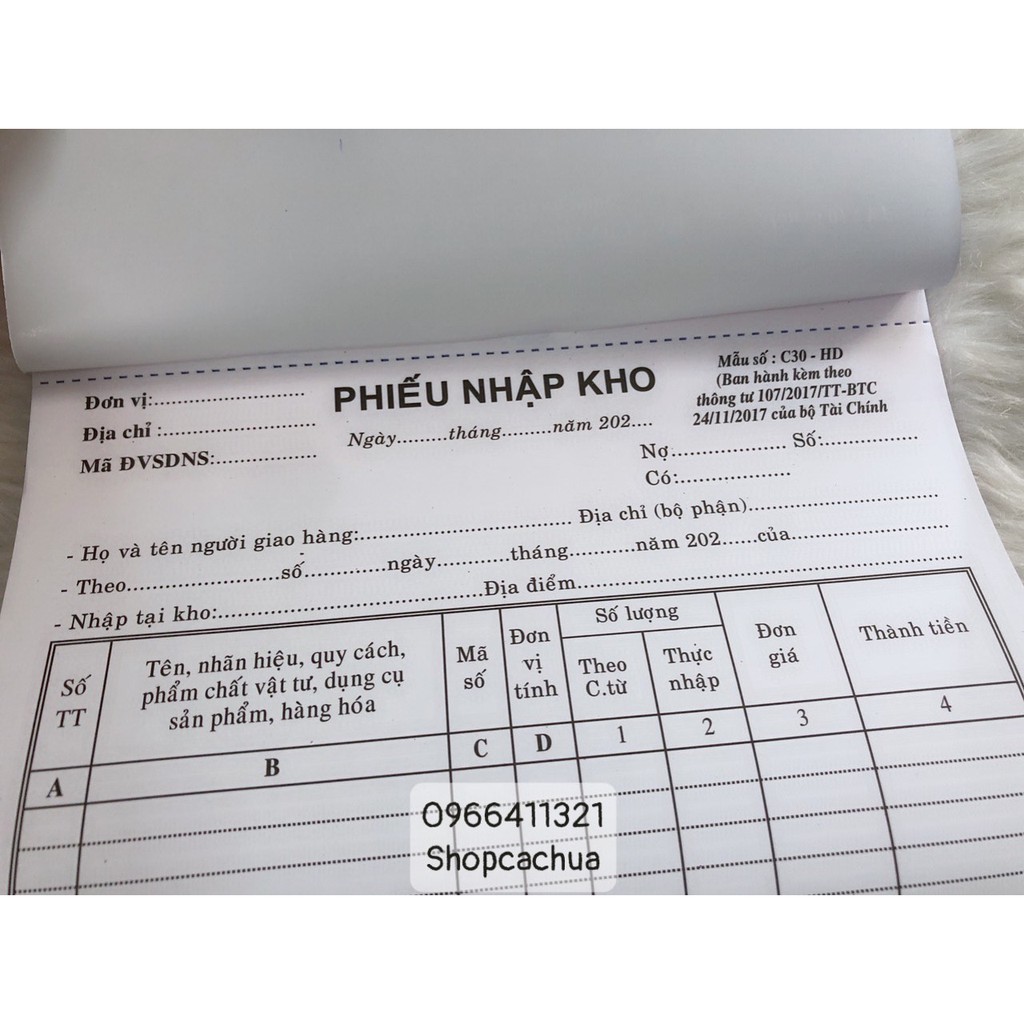 Đơn vị:...........................
Địa chỉ :...........................
Mã ĐVSDNS:..................
PHIẾU NHẬP KHO
Ngày.........tháng.........năm 202....
Mẫu số : C30 - HD
(Ban hành kèm theo
thông tư 107/2017/TT-BTC
24/11/2017 của bộ Tài Chính
Nợ.................... Số:.................
Có:....................
- Họ và tên người giao hàng:..................................... Địa chỉ (bộ phận).................................
- Theo...........................số..............ngày.............tháng............năm 202......của............................
- Nhập tại kho:..............................................Địa điểm...................................................................
Số
TT
Tên, nhãn hiệu, quy cách,
phẩm chất vật tư, dụng cụ
sản phẩm, hàng hóa
Mã
số
Đơn
vị
tính
Số lượng
Theo
C.từ
Thực
nhập
Đơn
giá
Thành tiền
A B C D 1 2 3 4
0966411321
Shopcachua